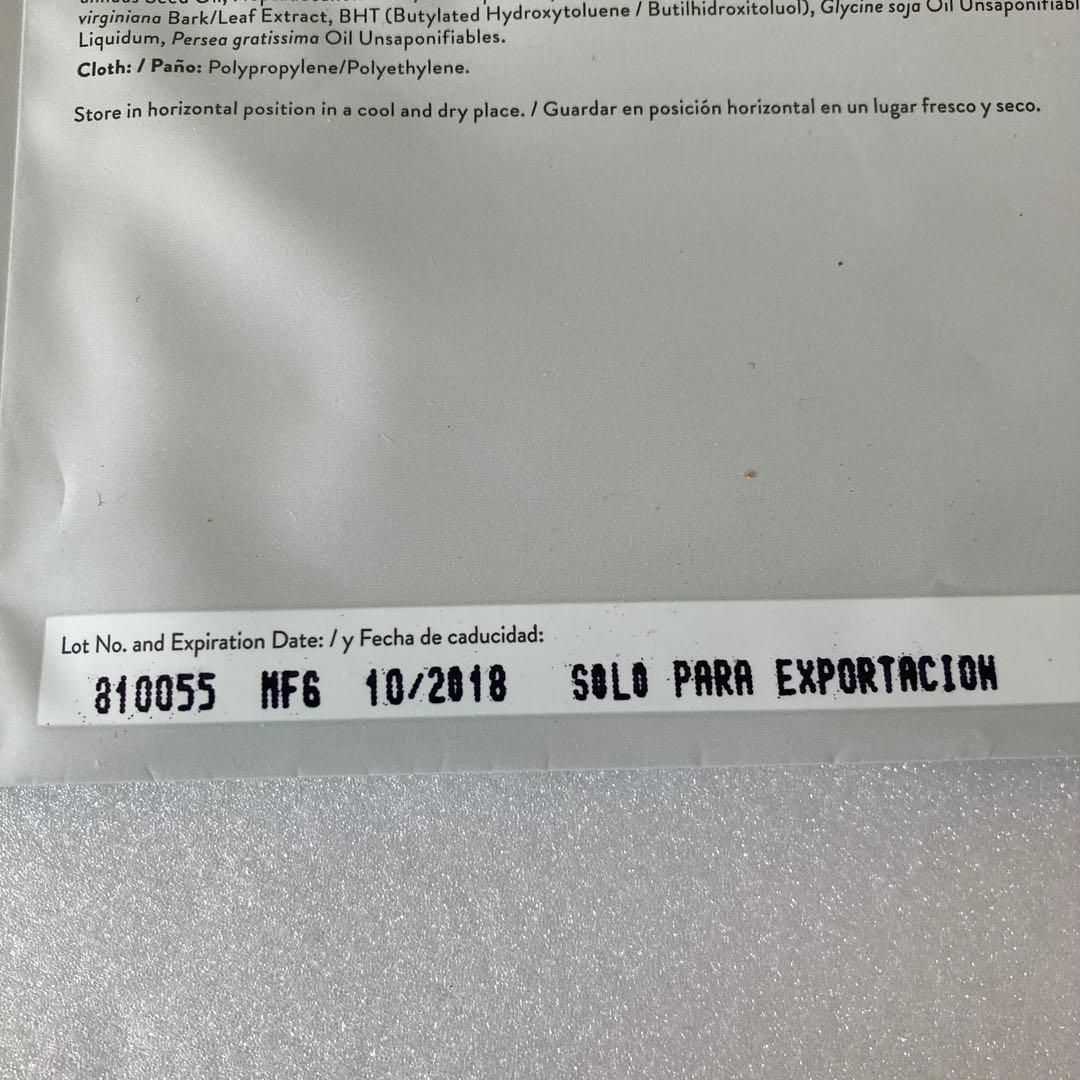 virginiana Bark/Leaf Extract, BHT (Butylated Hydroxytoluene / Butilhidroxitoluol), Glycine soja Oil
Liquidum, Persea gratissima Oil Unsaponifiables.
Cloth: / Paño: Polypropylene/Polyethylene.
Store in horizontal position in a cool and dry place. / Guardar en posición horizontal en un lugar fresco y seco.
Lot No. and Expiration Date: / y Fecha de caducidad:
810055 MFG 10/2018 SOLO PARA EXPORTACION